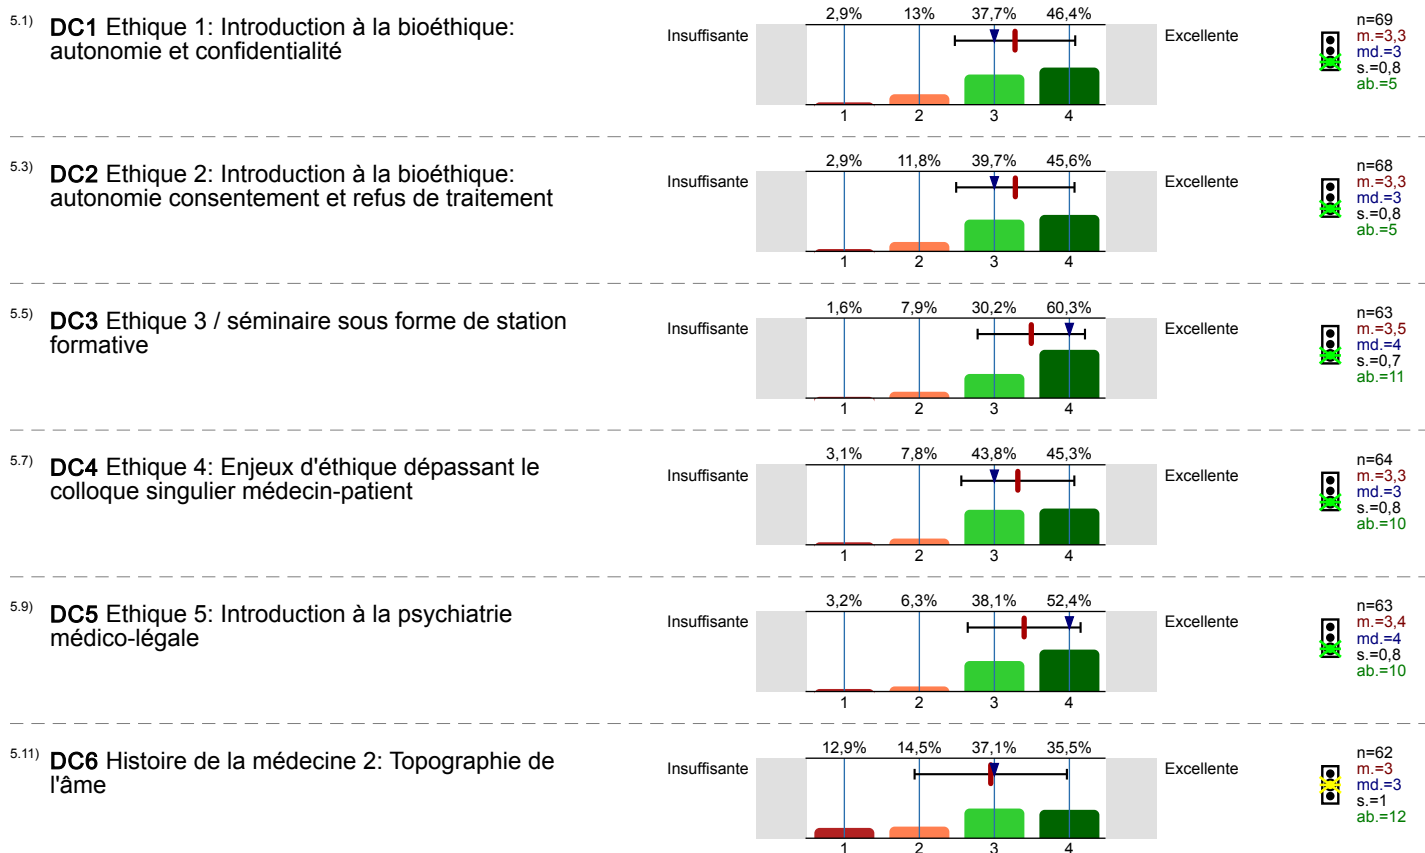 5.1) DC1 Ethique 1: Introduction à la bioéthique:
autonomie et confidentialité
Insuffisante
2,9% 13% 37,7% 46,4%
1 2 3 4
Excellente
n=69
m.=3,3
md.=3
s.=0,8
ab.=5
5.3) DC2 Ethique 2: Introduction à la bioéthique:
autonomie consentement et refus de traitement
Insuffisante
2,9% 11,8% 39,7% 45,6%
1 2 3 4
Excellente
n=68
m.=3,3
md.=3
s.=0,8
ab.=5
5.5) DC3 Ethique 3 / séminaire sous forme de station
formative
Insuffisante
1,6% 7,9% 30,2% 60,3%
1 2 3 4
Excellente
n=63
m.=3,5
md.=4
s.=0,7
ab.=11
5.7) DC4 Ethique 4: Enjeux d'éthique dépassant le
colloque singulier médecin-patient
Insuffisante
3,1% 7,8% 43,8% 45,3%
1 2 3 4
Excellente
n=64
m.=3,3
md.=3
s.=0,8
ab.=10
5.9) DC5 Ethique 5: Introduction à la psychiatrie
médico-légale
Insuffisante
3,2% 6,3% 38,1% 52,4%
1 2 3 4
Excellente
n=63
m.=3,4
md.=4
s.=0,8
ab.=10
5.11) DC6 Histoire de la médecine 2: Topographie de
l'âme
Insuffisante
12,9% 14,5% 37,1% 35,5%
1 2 3 4
Excellente
n=62
m.=3
md.=3
s.=1
ab.=12